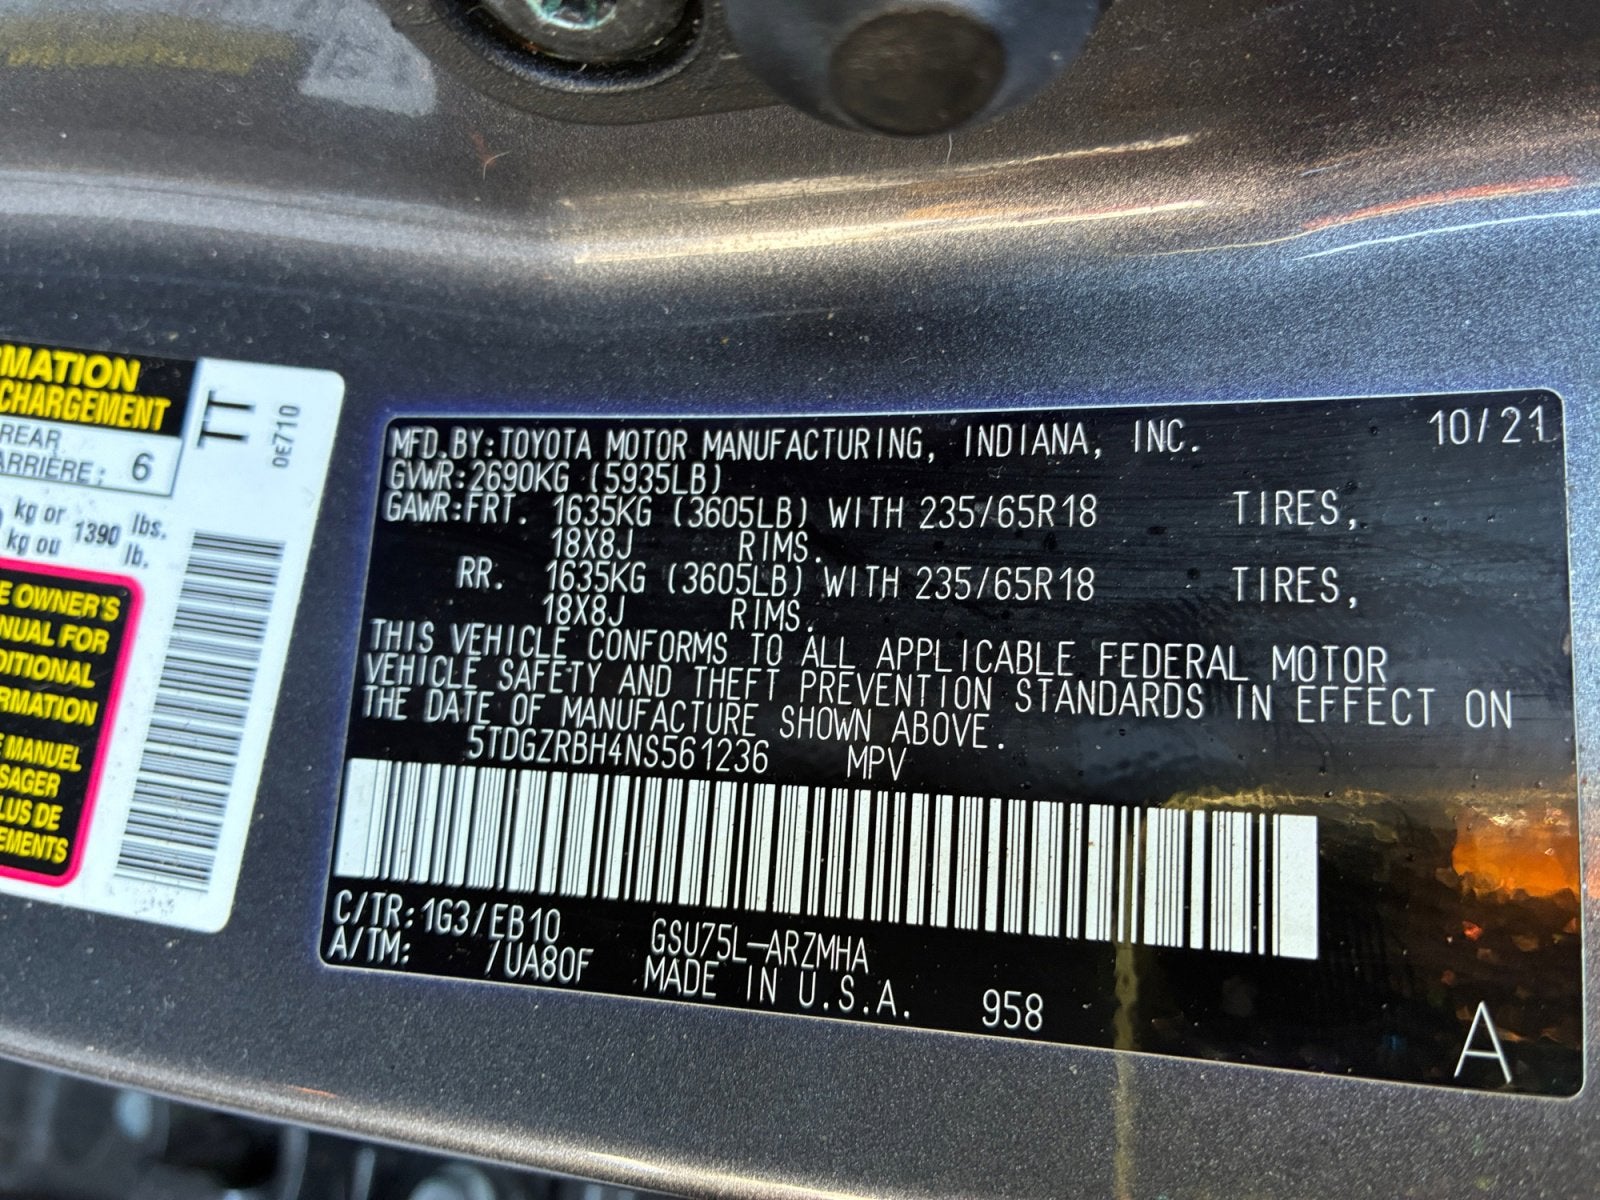 RMATION
CHARGEMENT
REAR
ARRIÈRE: 6
kg or 1390 lbs.
kg ou lb.
E OWNER'S
NUAL FOR
DITIONAL
ORMATION
E MANUEL
SAGER
LUS DE
EMENTS
TT
0E710
MFD.BY:TOYOTA MOTOR MANUFACTURING, INDIANA, INC. 10/21
GVWR:2690KG (5935LB)
GAWR:FRT. 1635KG (3605LB) WITH 235/65R18 TIRES,
18X8J RIMS.
RR. 1635KG (3605LB) WITH 235/65R18 TIRES,
18X8J RIMS.
THIS VEHICLE CONFORMS TO ALL APPLICABLE FEDERAL MOTOR
VEHICLE SAFETY AND THEFT PREVENTION STANDARDS IN EFFECT ON
THE DATE OF MANUFACTURE SHOWN ABOVE.
5TDGZRBH4NS561236 MPV
C/TR:1G3/EB10 GSU75L-ARZMHA
A/TM: /UA80F MADE IN U.S.A. 958
A